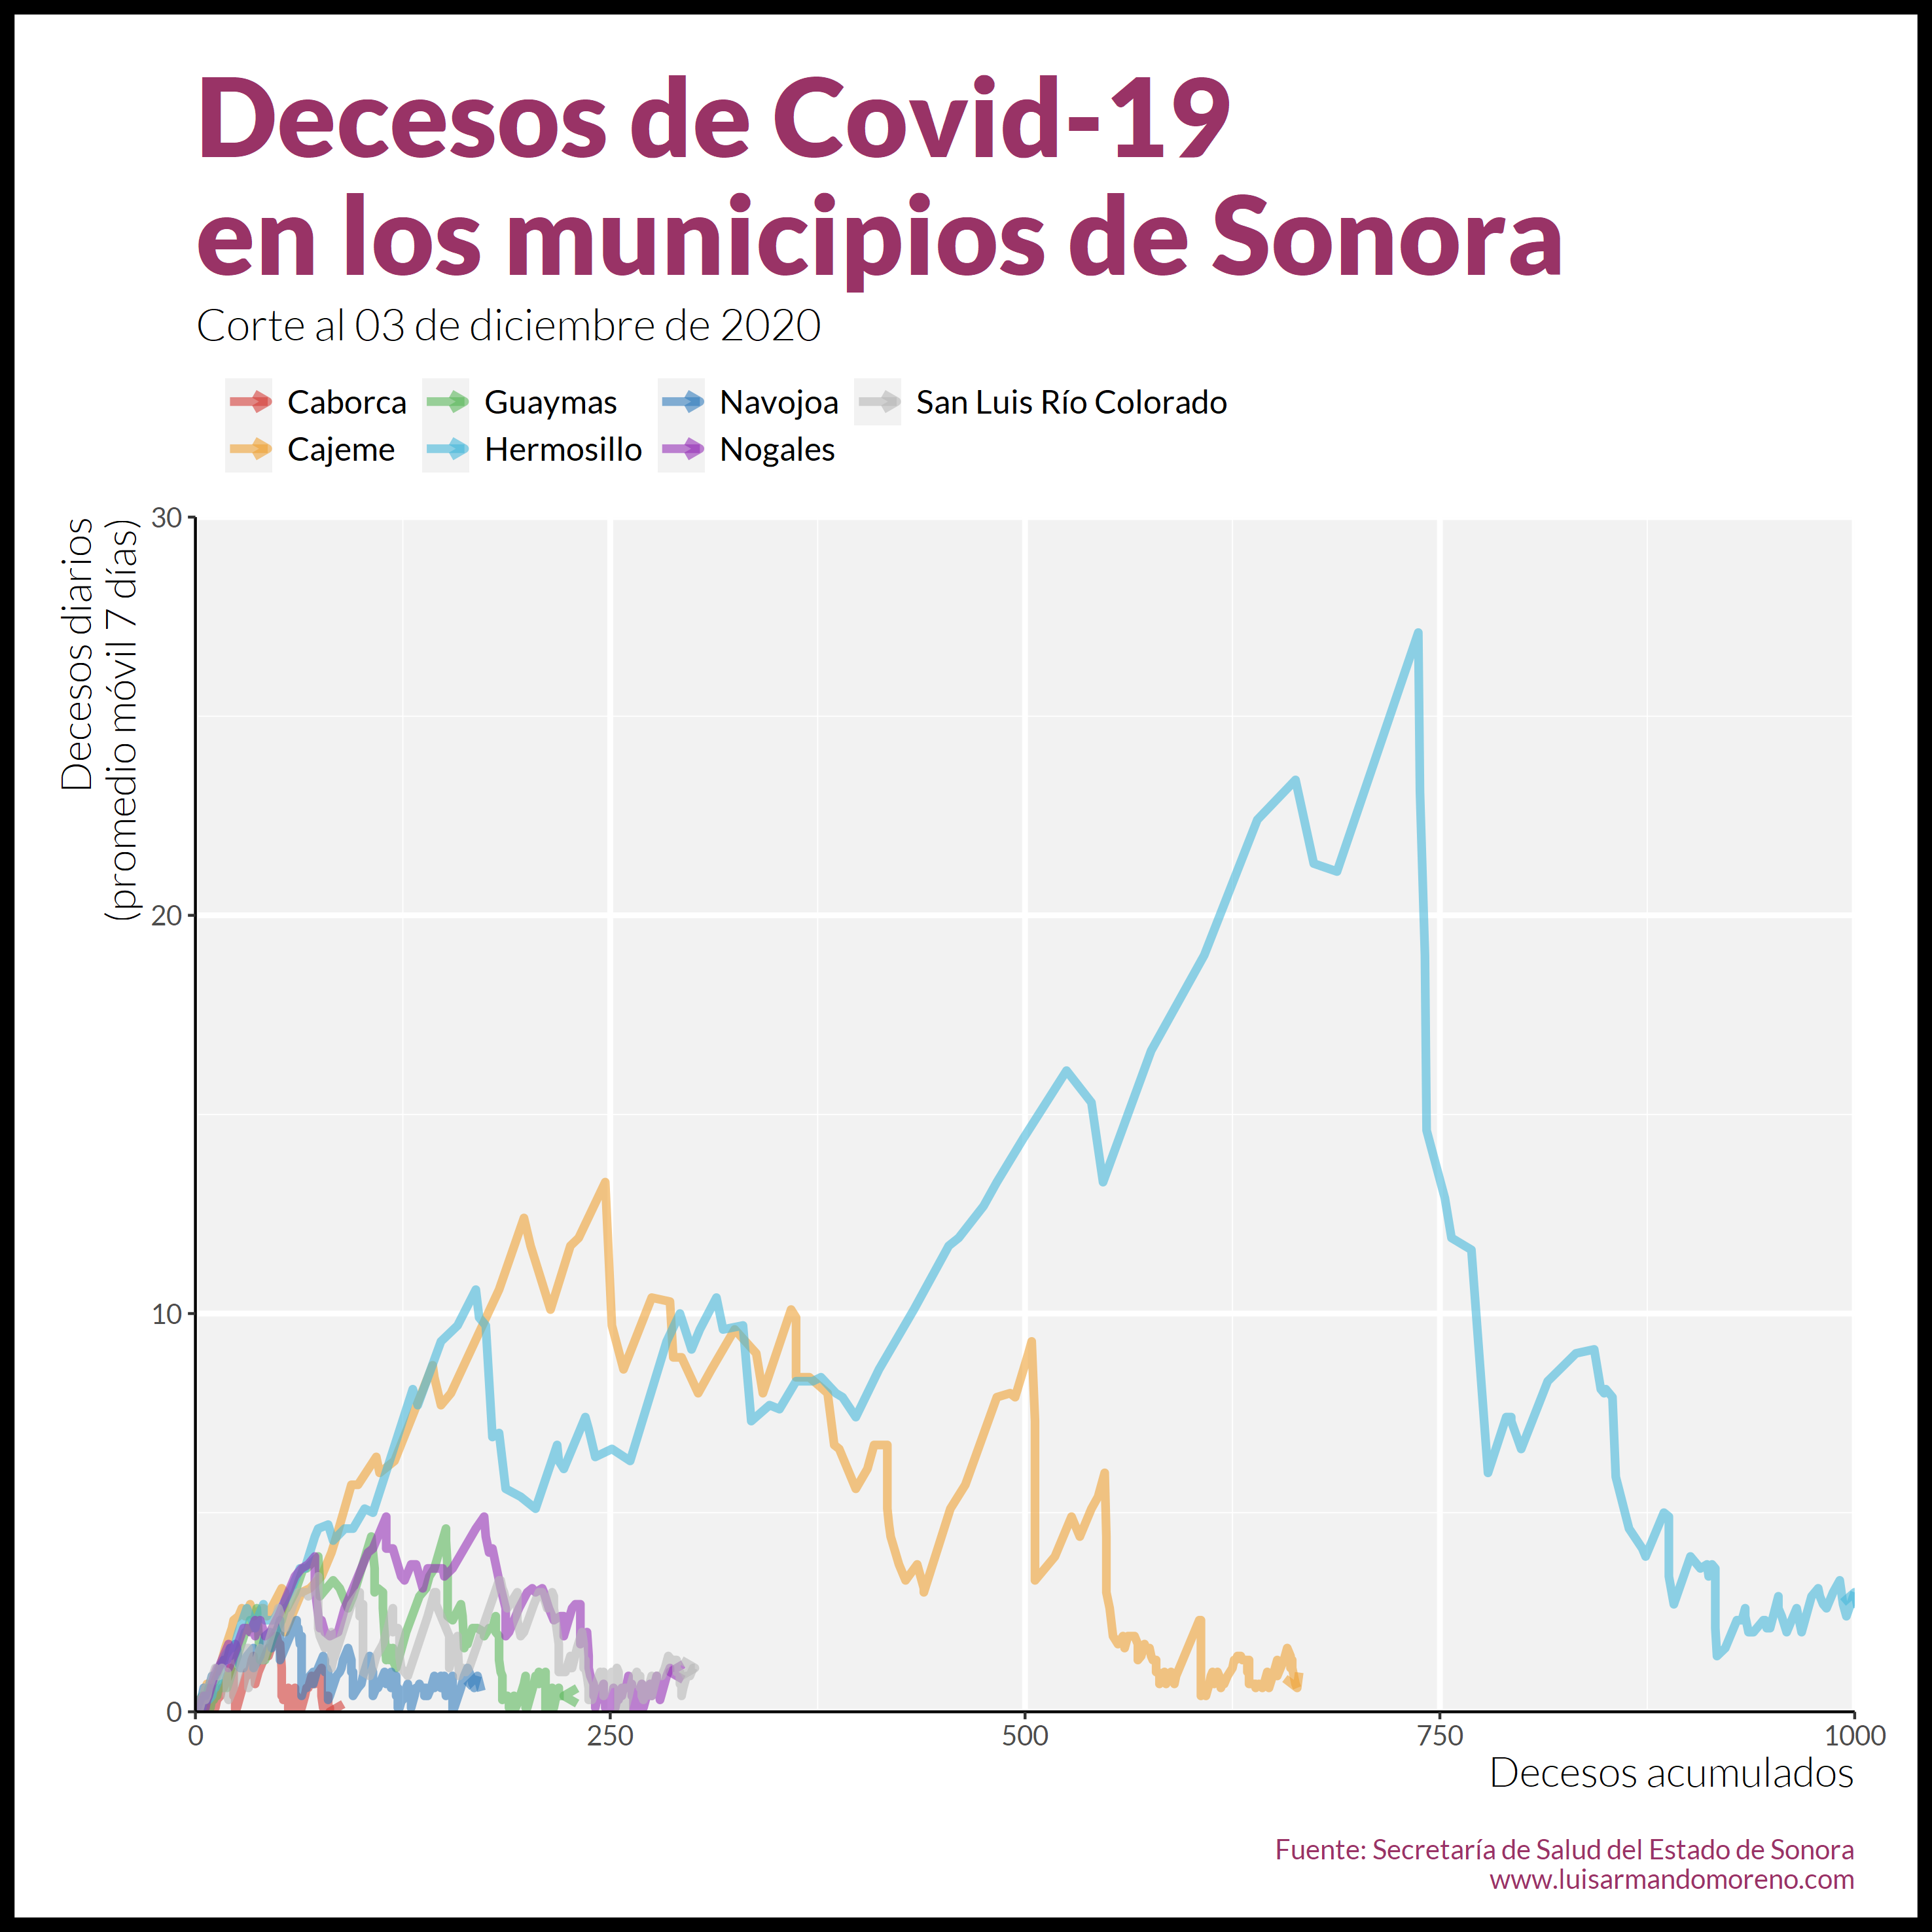 Decesos de Covid-19
en los municipios de Sonora
Corte al 03 de diciembre de 2020
Caborca Guaymas Navojoa San Luis Río Colorado
Cajeme Hermosillo Nogales
Decesos diarios
(promedio móvil 7 días)
30
20
10
0
0 250 500 750 1000
Decesos acumulados
Fuente: Secretaría de Salud del Estado de Sonora
www.luisarmandomoreno.com